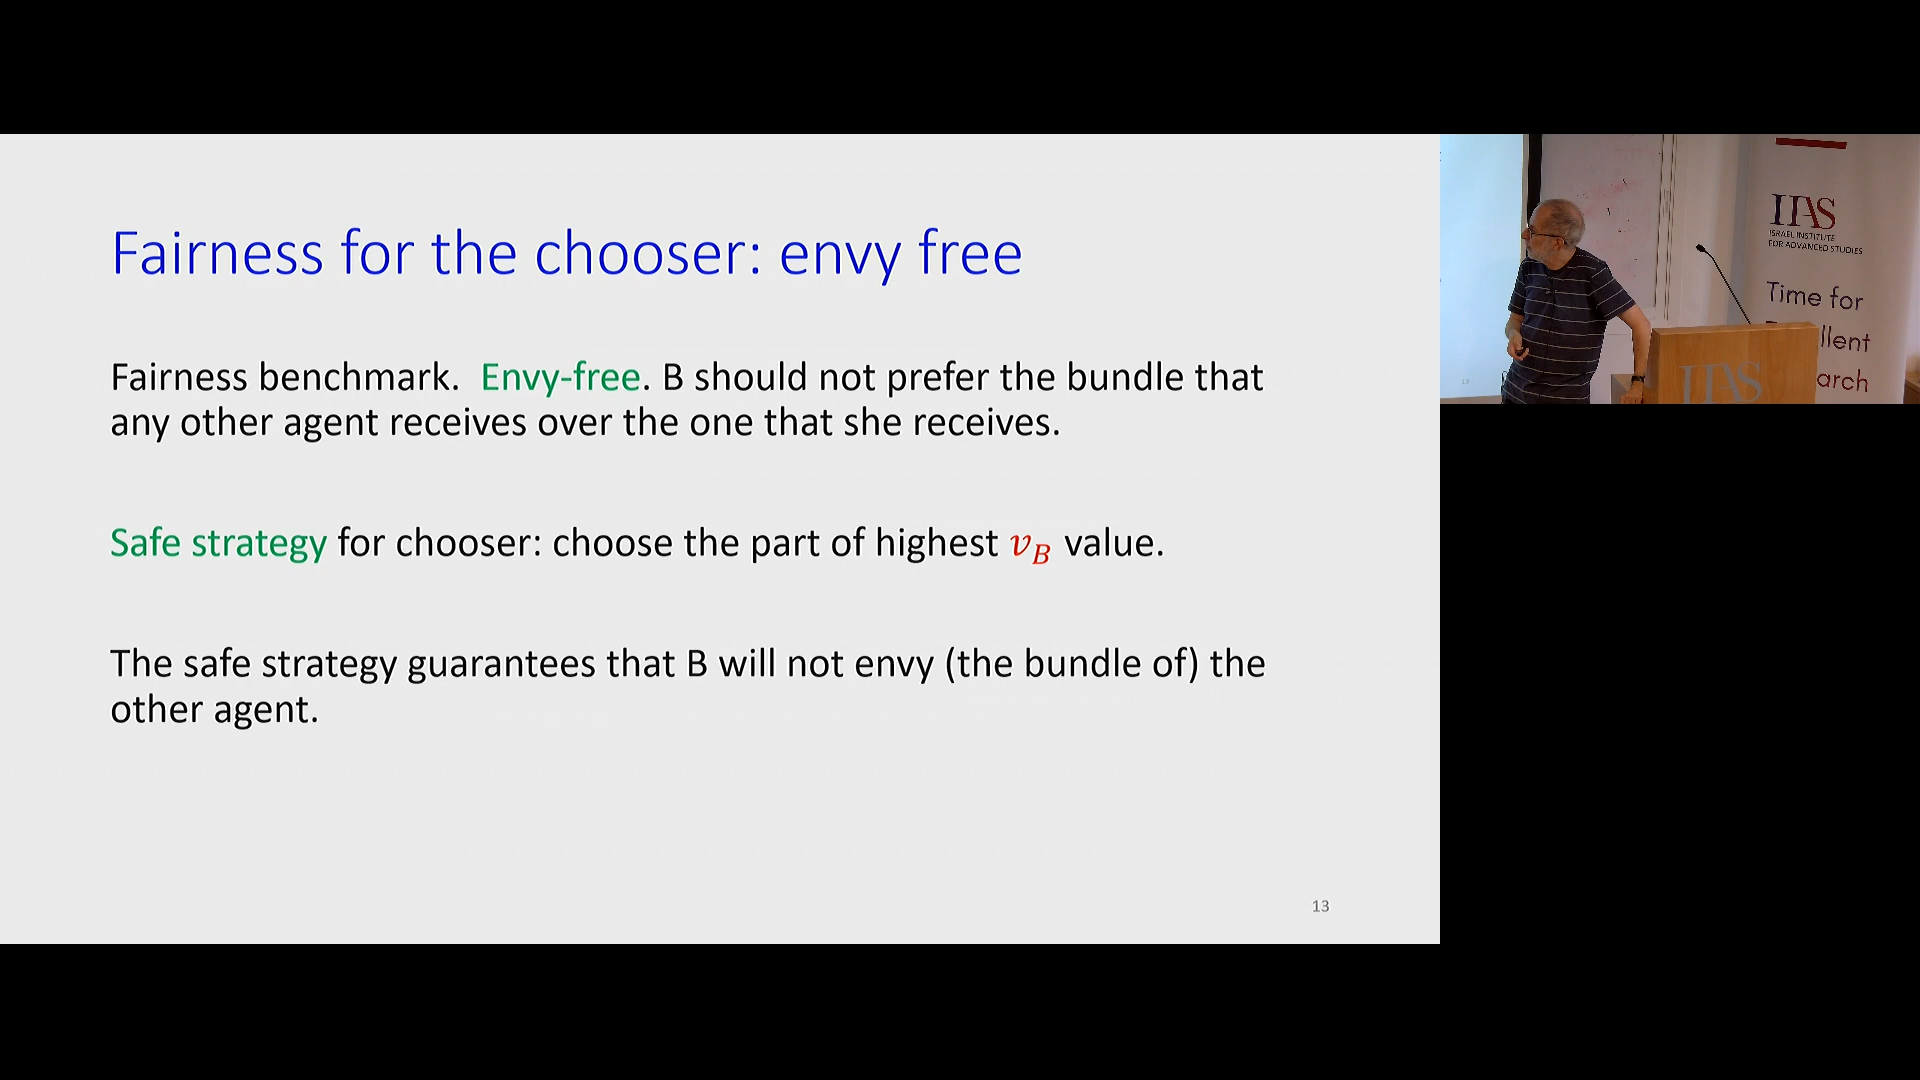 Fairness for the chooser: envy free
Fairness benchmark. Envy-free. B should not prefer the bundle that
any other agent receives over the one that she receives.
Safe strategy for chooser: choose the part of highest v_B value.
The safe strategy guarantees that B will not envy (the bundle of) the
other agent.
13
IIAS
ISRAEL INSTITUTE
FOR ADVANCED STUDIES
Time for
llent
arch
IIAS
13